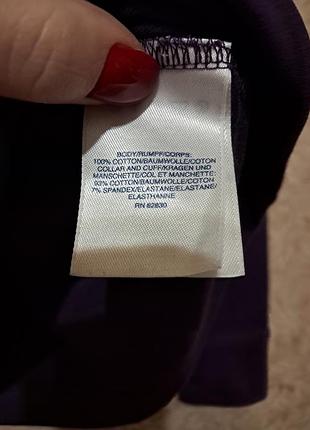 BODY/RUMPF/CORPS:
100% COTTON/BAUMWOLLE/COTON
COLLAR AND CUFF/KRAGEN UND
MANSCHETTE/COL ET MANCHETTE:
93% COTTON/BAUMWOLLE/COTON
7% SPANDEX/ELASTANE/ELASTANE/
ELASTHANNE
RN 82830